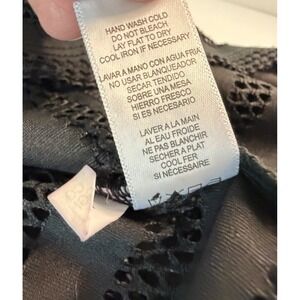 HAND WASH COLD
DO NOT BLEACH
LAY FLAT TO DRY
COOL IRON IF NECESSARY
LAVAR A MANO CON AGUA FRIA
NO USAR BLANQUEADOR
SECAR TENDIDO
SOBRE UNA MESA
HIERRO FRESCO
SI ES NECESARIO
LAVER A LA MAIN
AL EAU FROIDE
NE PAS BLANCHIR
SECHER A PLAT
COOL FER
SI NÉCESSAIRE